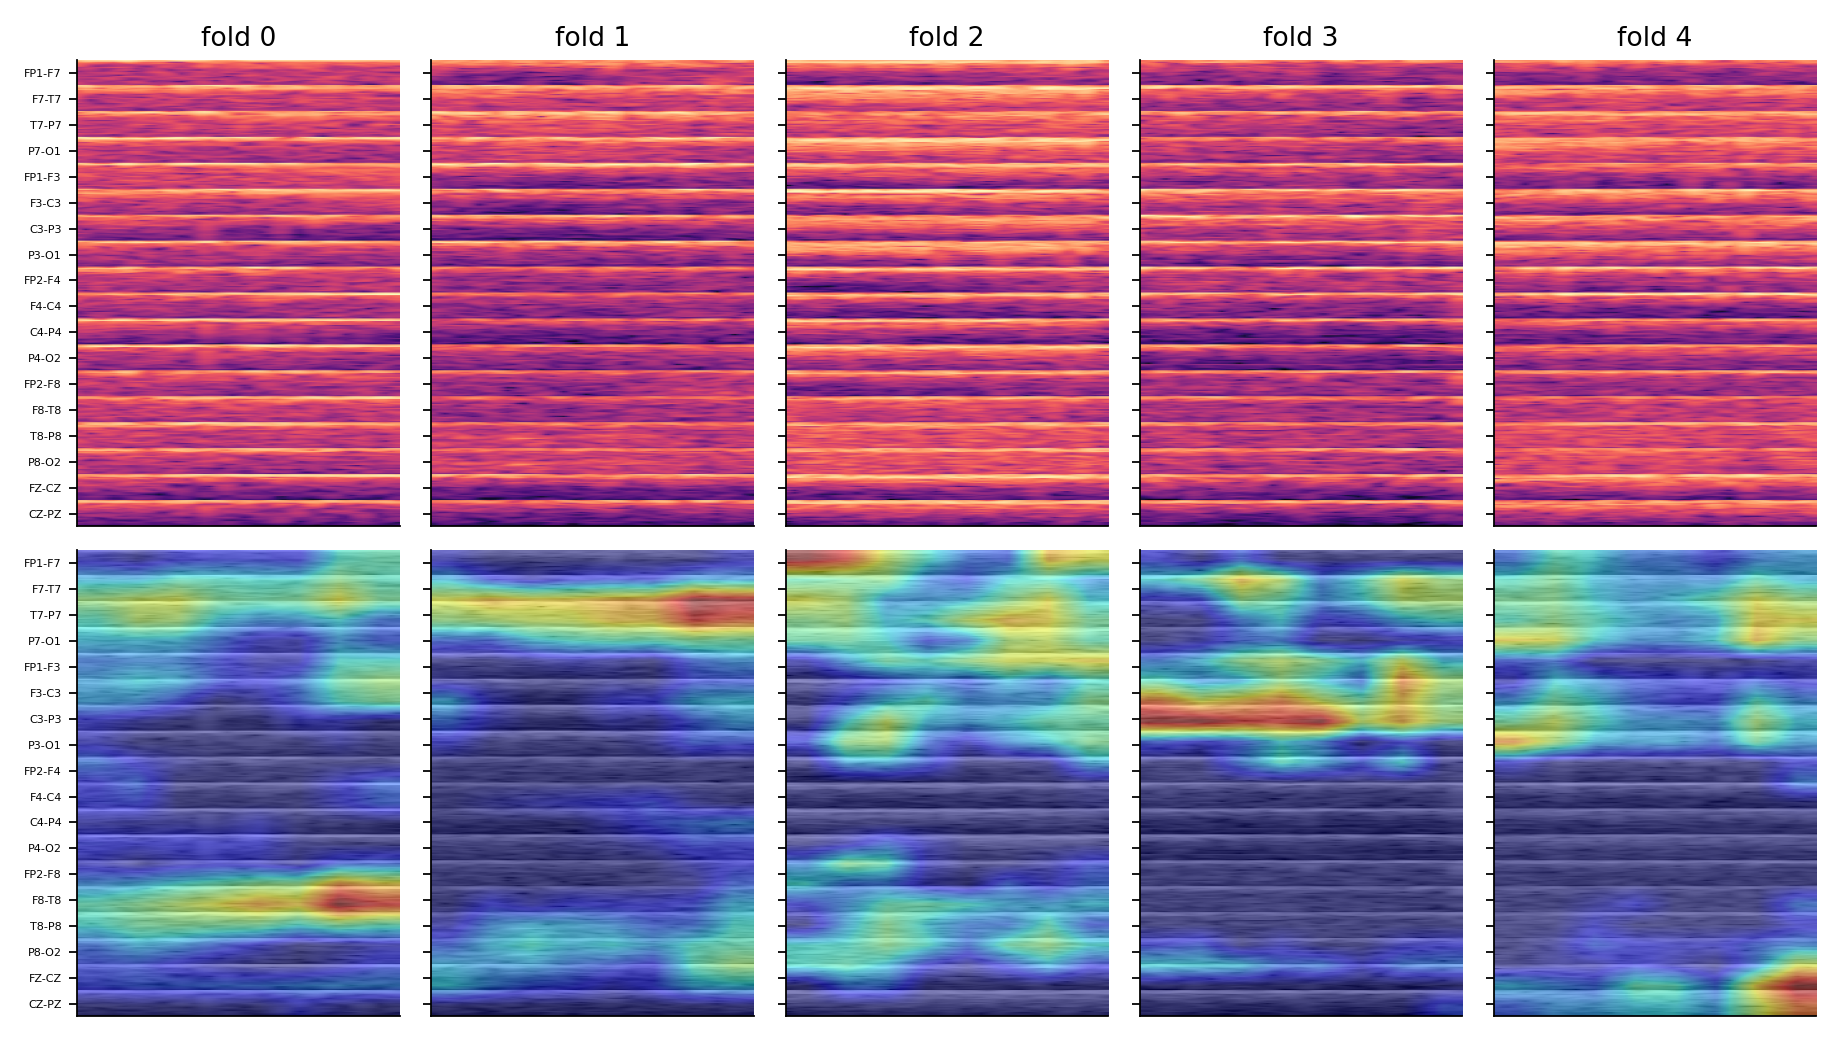 fold 0 fold 1 fold 2 fold 3 fold 4
FP1-F7
F7-T7
T7-P7
P7-O1
FP1-F3
F3-C3
C3-P3
P3-O1
FP2-F4
F4-C4
C4-P4
P4-O2
FP2-F8
F8-T8
T8-P8
P8-O2
FZ-CZ
CZ-PZ
FP1-F7
F7-T7
T7-P7
P7-O1
FP1-F3
F3-C3
C3-P3
P3-O1
FP2-F4
F4-C4
C4-P4
P4-O2
FP2-F8
F8-T8
T8-P8
P8-O2
FZ-CZ
CZ-PZ